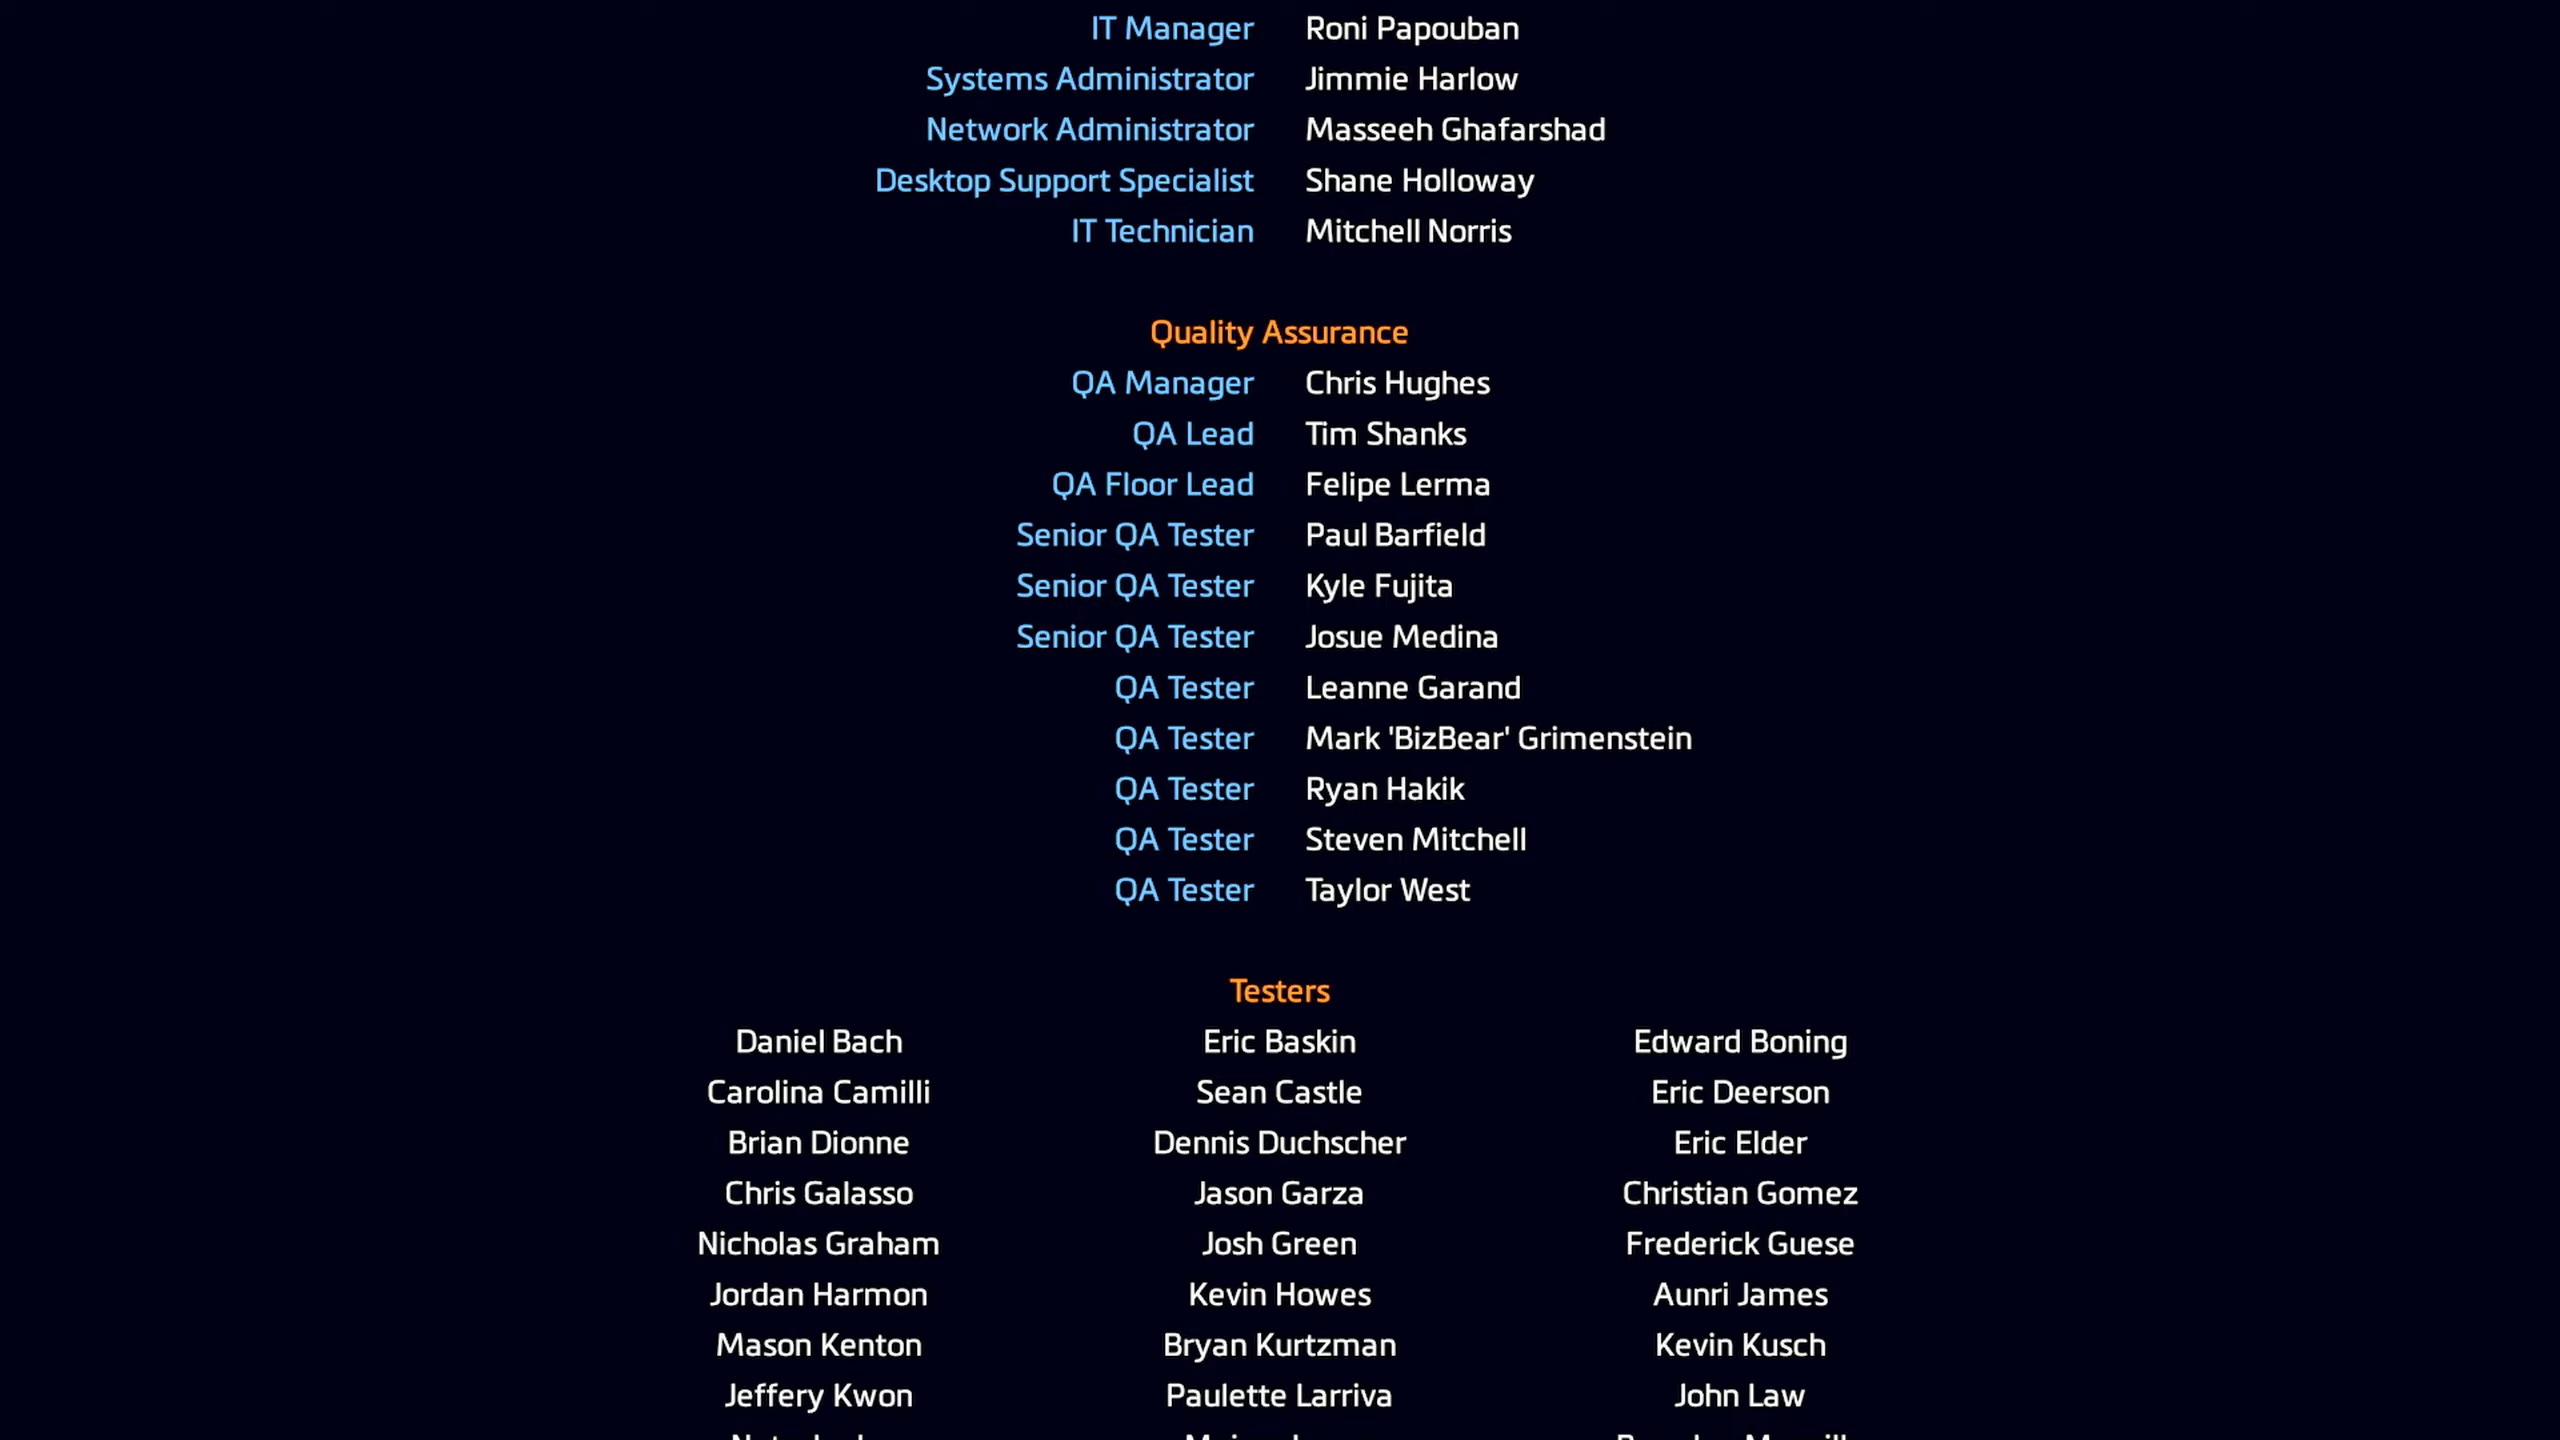 IT Manager Roni Papouban
Systems Administrator Jimmie Harlow
Network Administrator Masseeh Ghafarshad
Desktop Support Specialist Shane Holloway
IT Technician Mitchell Norris
Quality Assurance
QA Manager Chris Hughes
QA Lead Tim Shanks
QA Floor Lead Felipe Lerma
Senior QA Tester Paul Barfield
Senior QA Tester Kyle Fujita
Senior QA Tester Josue Medina
QA Tester Leanne Garand
QA Tester Mark 'BizBear' Grimenstein
QA Tester Ryan Hakik
QA Tester Steven Mitchell
QA Tester Taylor West
Testers
Daniel Bach Eric Baskin Edward Boning
Carolina Camilli Sean Castle Eric Deerson
Brian Dionne Dennis Duchscher Eric Elder
Chris Galasso Jason Garza Christian Gomez
Nicholas Graham Josh Green Frederick Guese
Jordan Harmon Kevin Howes Aunri James
Mason Kenton Bryan Kurtzman Kevin Kusch
Jeffery Kwon Paulette Larriva John Law